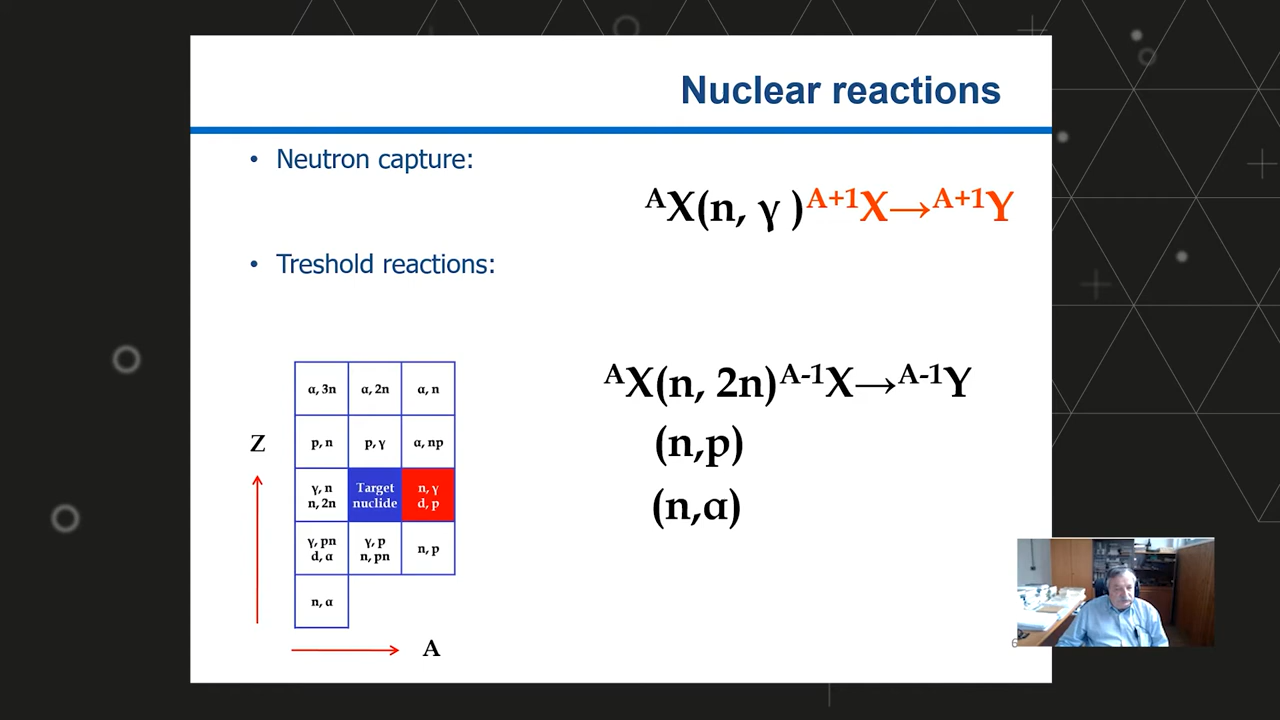 Nuclear reactions
• Neutron capture:
ᴬX(n, γ )ᴬ⁺¹X→ᴬ⁺¹Y
• Treshold reactions:
ᴬX(n, 2n)ᴬ⁻¹X→ᴬ⁻¹Y
(n,p)
(n,α)
α, 3n
α, 2n
α, n
p, n
p, γ
α, np
γ, n
n, 2n
Target
nuclide
n, γ
d, p
γ, pn
d, α
γ, p
n, pn
n, p
n, α
Z
A
6